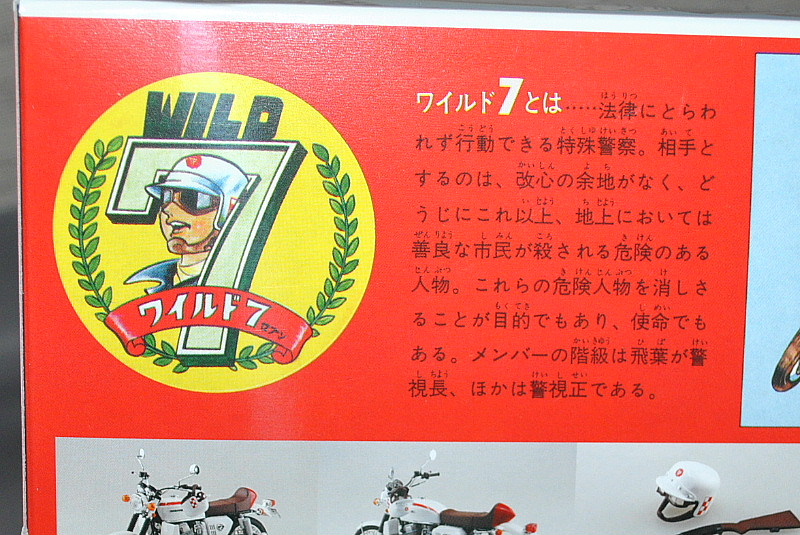 WILD
7
ワイルド7
ワイルド7とは……法律にとらわ
れず行動できる特殊警察。相手と
するのは、改心の余地がなく、ど
うじにこれ以上、地上においては
善良な市民が殺される危険のある
人物。これらの危険人物を消しさ
ることが目的でもあり、使命でも
ある。メンバーの階級は飛葉が警
視長、ほかは警視正である。